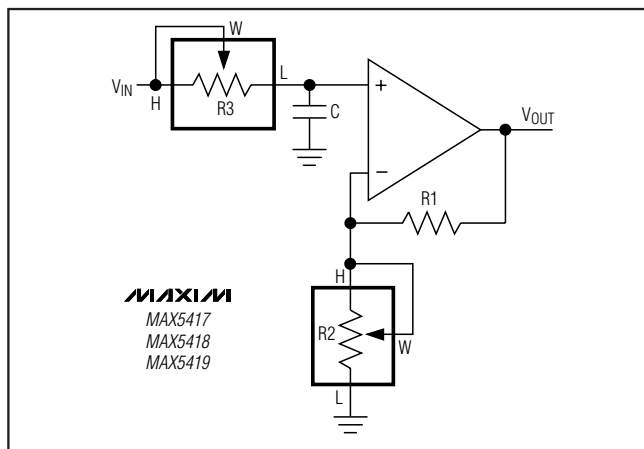 W
V_IN
H
R3
L
C
+
−
V_OUT
R1
H
R2
W
L
MAXIM
MAX5417
MAX5418
MAX5419